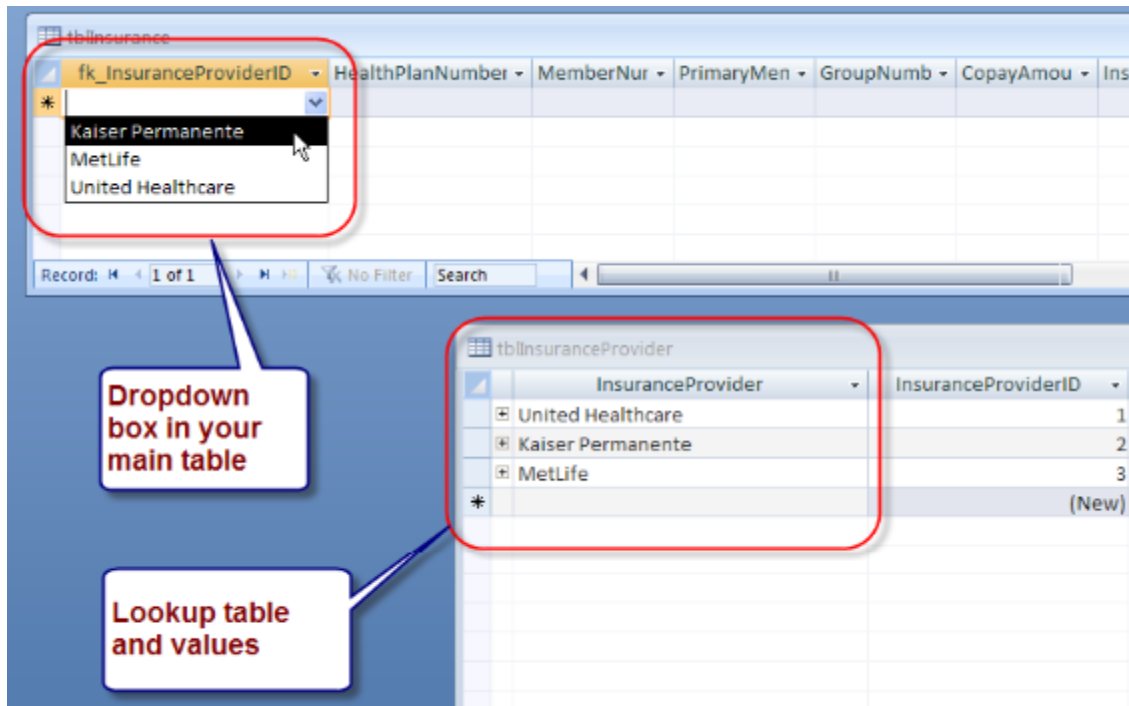 tblInsurance
fk_InsuranceProviderID HealthPlanNumber MemberNur PrimaryMen GroupNumb CopayAmou Ins
*
Kaiser Permanente
MetLife
United Healthcare
Record: 1 of 1 No Filter Search
Dropdown
box in your
main table
tblInsuranceProvider
InsuranceProvider InsuranceProviderID
United Healthcare 1
Kaiser Permanente 2
MetLife 3
* (New)
Lookup table
and values